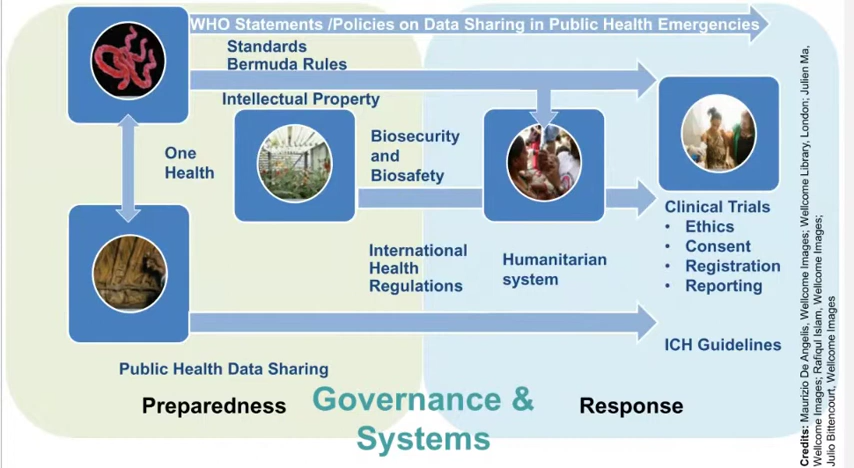 WHO Statements /Policies on Data Sharing in Public Health Emergencies
Standards
Bermuda Rules
Intellectual Property
One
Health
Biosecurity
and
Biosafety
International
Health
Regulations
Humanitarian
system
Clinical Trials
• Ethics
• Consent
• Registration
• Reporting
ICH Guidelines
Public Health Data Sharing
Preparedness
Governance &
Systems
Response
Credits: Maurizio De Angelis, Wellcome Images; Wellcome Library, London; Julien Ma,
Wellcome Images; Rafiqul Islam, Wellcome Images;
Julio Bittencourt, Wellcome Images